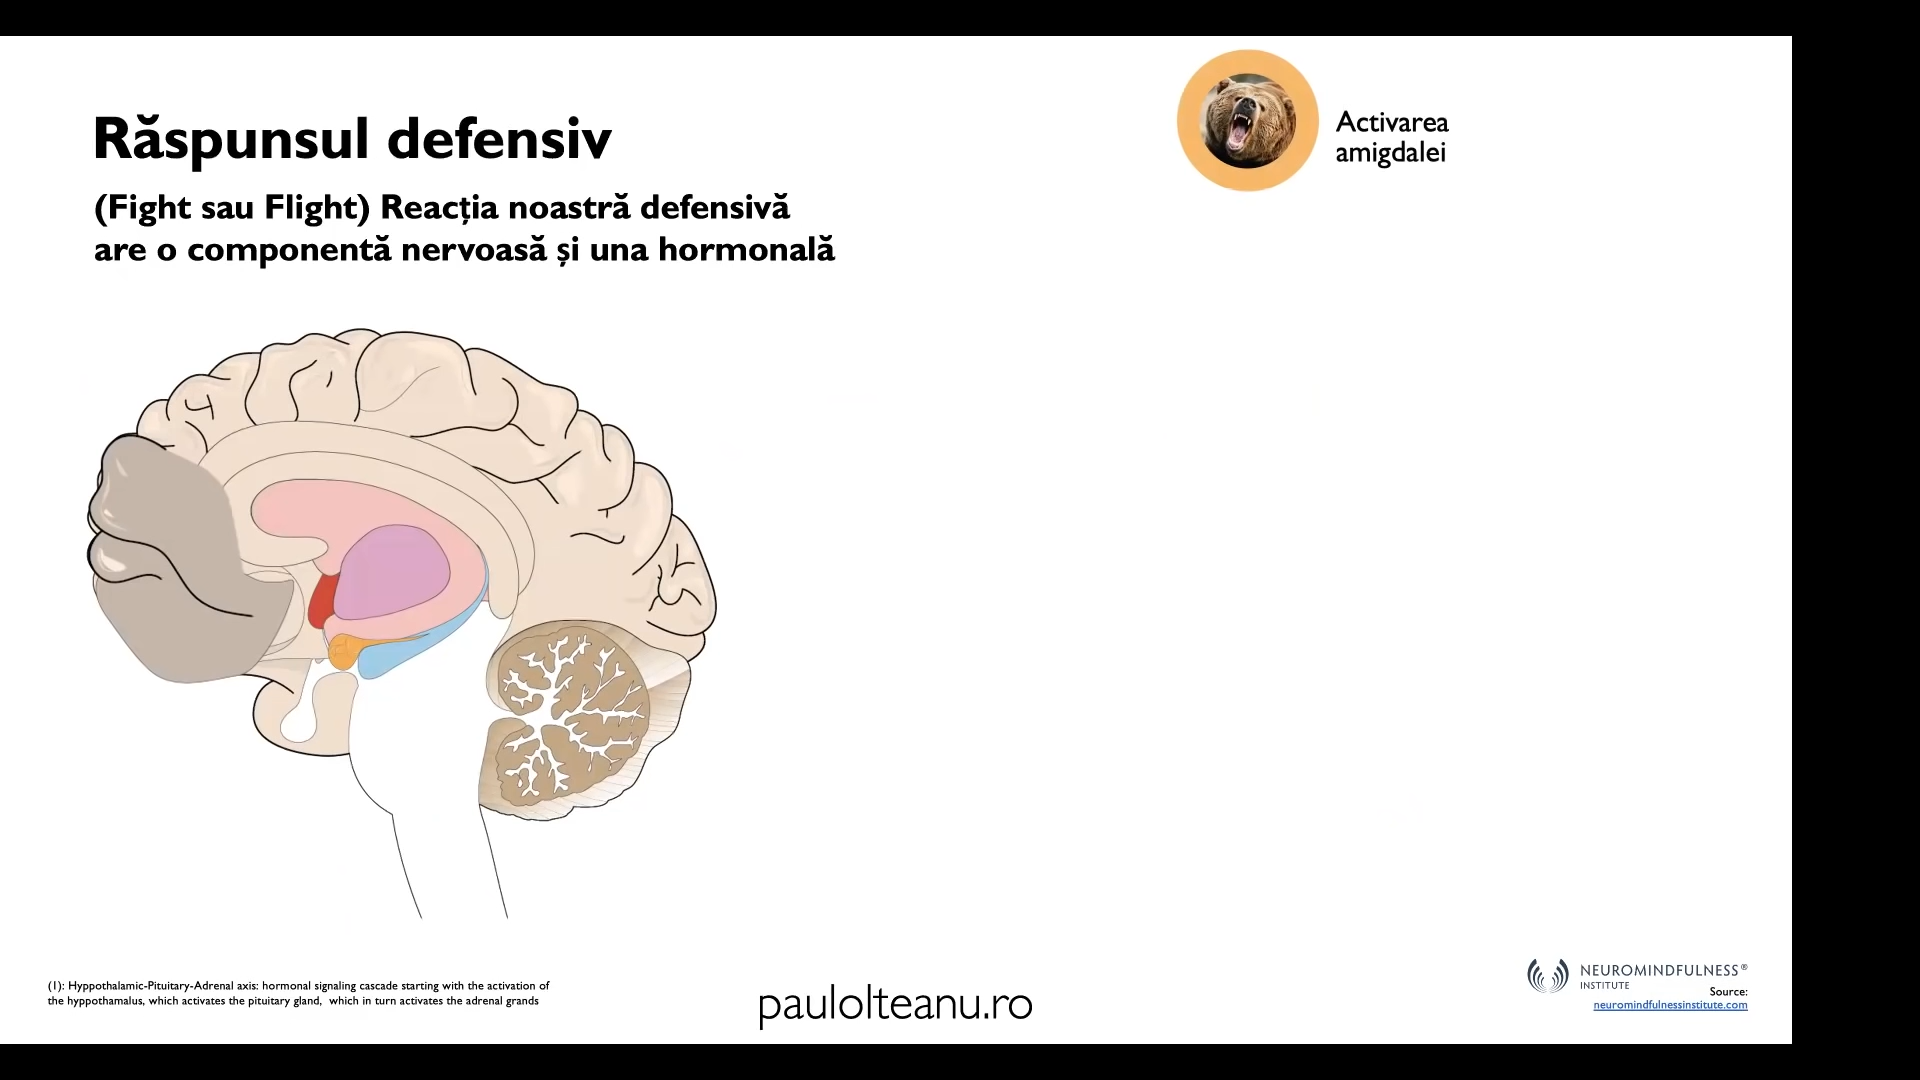 Răspunsul defensiv
(Fight sau Flight) Reacția noastră defensivă
are o componentă nervoasă și una hormonală
Activarea
amigdalei
(1): Hyppothalamic-Pituitary-Adrenal axis: hormonal signaling cascade starting with the activation of
the hyppothamalus, which activates the pituitary gland, which in turn activates the adrenal grands
paulolteanu.ro
NEUROMINDFULNESS®
INSTITUTE
Source:
neuromindfulnessinstitute.com